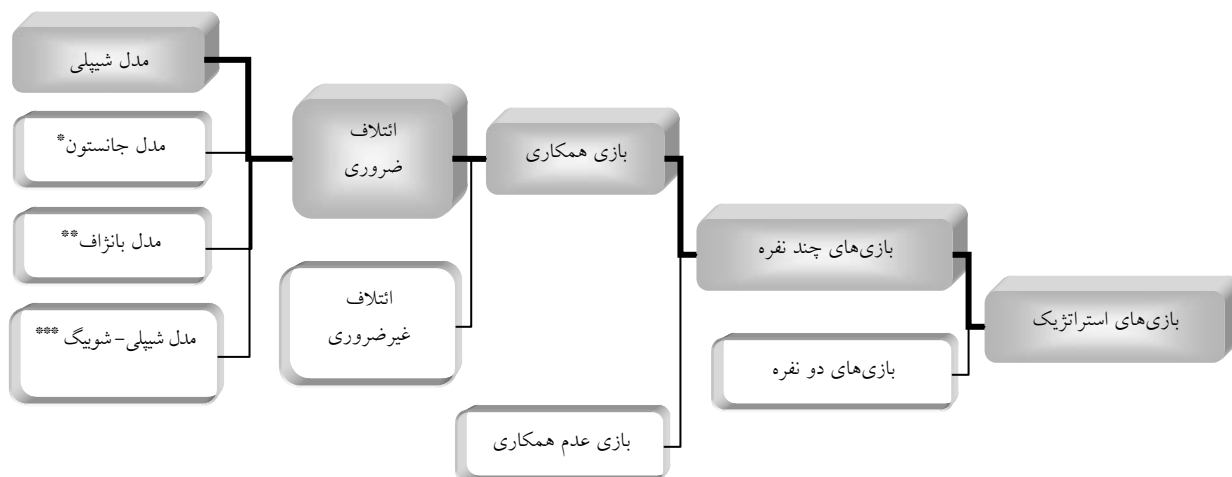 بازی‌های استراتژیک
بازی‌های چند نفره
بازی‌های دو نفره
بازی همکاری
بازی عدم همکاری
ائتلاف
ضروری
ائتلاف
غیرضروری
مدل شیپلی
مدل جانستون*
مدل بانژاف**
مدل شیپلی-شوبیگ ***